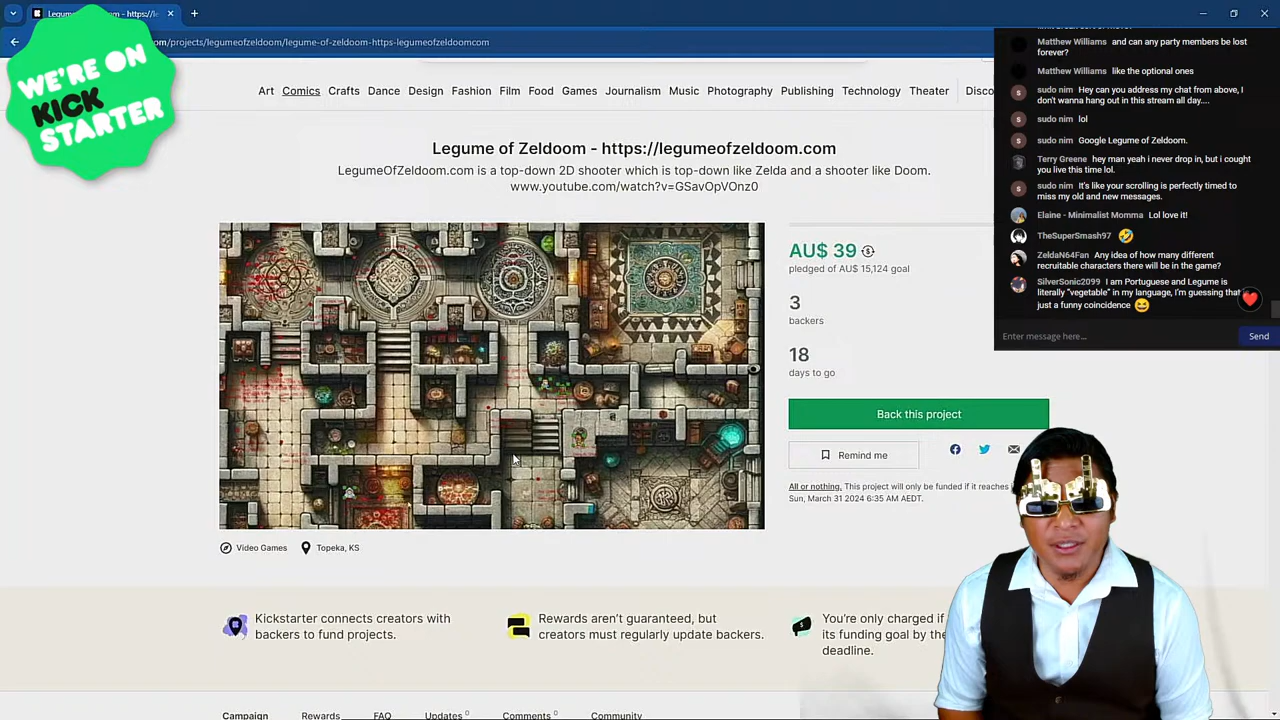 Legume of Zeldoom - https://le
WE'RE ON
KICK
STARTER
/projects/legumeofzeldoom/legume-of-zeldoom-https-legumeofzeldoomcom
Art Comics Crafts Dance Design Fashion Film Food Games Journalism Music Photography Publishing Technology Theater Disco
Legume of Zeldoom - https://legumeofzeldoom.com
LegumeOfZeldoom.com is a top-down 2D shooter which is top-down like Zelda and a shooter like Doom.
www.youtube.com/watch?v=GSavOpVOnz0
AU$ 39
pledged of AU$ 15,124 goal
3
backers
18
days to go
Back this project
Remind me
All or nothing. This project will only be funded if it reaches
Sun, March 31 2024 6:35 AM AEDT.
Video Games Topeka, KS
Kickstarter connects creators with
backers to fund projects.
Rewards aren't guaranteed, but
creators must regularly update backers.
You're only charged if
its funding goal by the
deadline.
Campaign Rewards FAQ Updates 0 Comments 0 Community
Matthew Williams and can any party members be lost
forever?
Matthew Williams like the optional ones
sudo nim Hey can you address my chat from above, I
don't wanna hang out in this stream all day....
sudo nim lol
sudo nim Google Legume of Zeldoom.
Terry Greene hey man yeah i never drop in, but i cought
you live this time lol.
sudo nim It's like your scrolling is perfectly timed to
miss my old and new messages.
Elaine - Minimalist Momma Lol love it!
TheSuperSmash97 🤣
ZeldaN64Fan Any idea of how many different
recruitable characters there will be in the game?
SilverSonic2099 I am Portuguese and Legume is
literally "vegetable" in my language, I'm guessing that
just a funny coincidence 😆
Enter message here...
Send